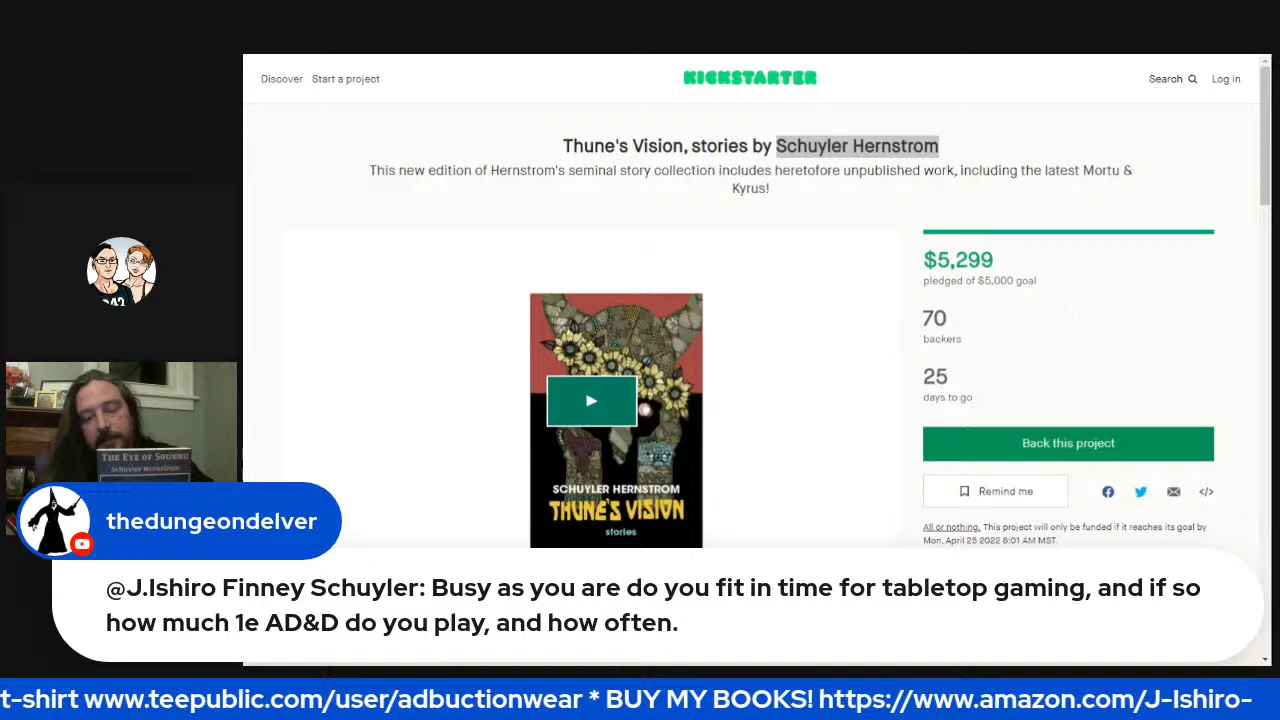 Discover Start a project
KICKSTARTER
Search
Log in
Thune's Vision, stories by Schuyler Hernstrom
This new edition of Hernstrom's seminal story collection includes heretofore unpublished work, including the latest Mortu &
Kyrus!
$5,299
pledged of $5,000 goal
70
backers
25
days to go
Back this project
Remind me
</>
All or nothing. This project will only be funded if it reaches its goal by
Mon, April 25 2022 8:01 AM MST.
SCHUYLER HERNSTROM
THUNE'S VISION
stories
THE EYE OF SOUNNU
Schuyler Hernstrom
thedungeondelver
@J.Ishiro Finney Schuyler: Busy as you are do you fit in time for tabletop gaming, and if so
how much 1e AD&D do you play, and how often.
t-shirt www.teepublic.com/user/adbuctionwear * BUY MY BOOKS! https://www.amazon.com/J-Ishiro-